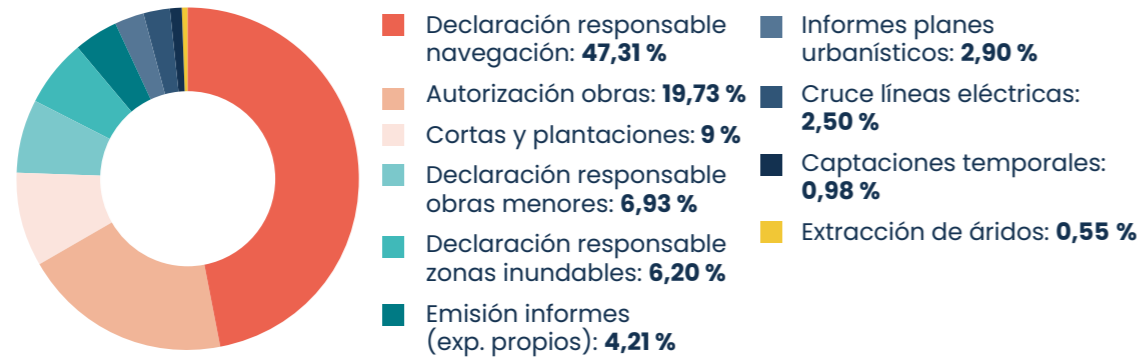 Declaración responsable
navegación: 47,31 %
Autorización obras: 19,73 %
Cortas y plantaciones: 9 %
Declaración responsable
obras menores: 6,93 %
Declaración responsable
zonas inundables: 6,20 %
Emisión informes
(exp. propios): 4,21 %
Informes planes
urbanísticos: 2,90 %
Cruce líneas eléctricas:
2,50 %
Captaciones temporales:
0,98 %
Extracción de áridos: 0,55 %